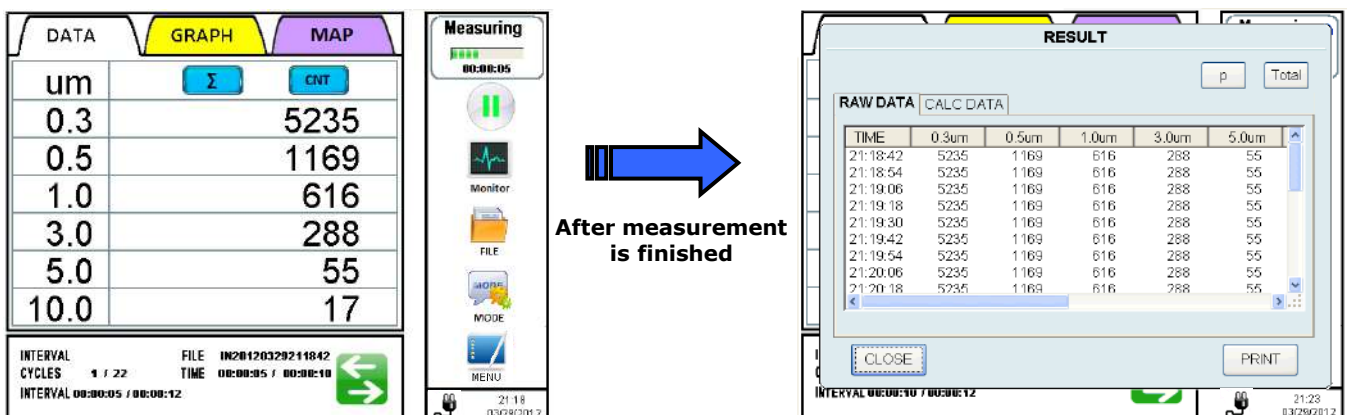 DATA GRAPH MAP
um Σ CNT
0.3 5235
0.5 1169
1.0 616
3.0 288
5.0 55
10.0 17
INTERVAL FILE IN20120329211842
CYCLES 1 / 22 TIME 00:00:05 / 00:00:10
INTERVAL 00:00:05 / 00:00:12
Measuring
00:00:05
Monitor
FILE
MODE
MENU
21:18
03/29/2012
After measurement
is finished
RESULT
p Total
RAW DATA CALC DATA
TIME 0.3um 0.5um 1.0um 3.0um 5.0um
21:18:42 5235 1169 616 288 55
21:18:54 5235 1169 616 288 55
21:19:06 5235 1169 616 288 55
21:19:18 5235 1169 616 288 55
21:19:30 5235 1169 616 288 55
21:19:42 5235 1169 616 288 55
21:19:54 5235 1169 616 288 55
21:20:06 5235 1169 616 288 55
21:20:18 5235 1169 616 288 55
CLOSE PRINT
INTERVAL 00:00:10 / 00:00:12
21:23
03/29/2012